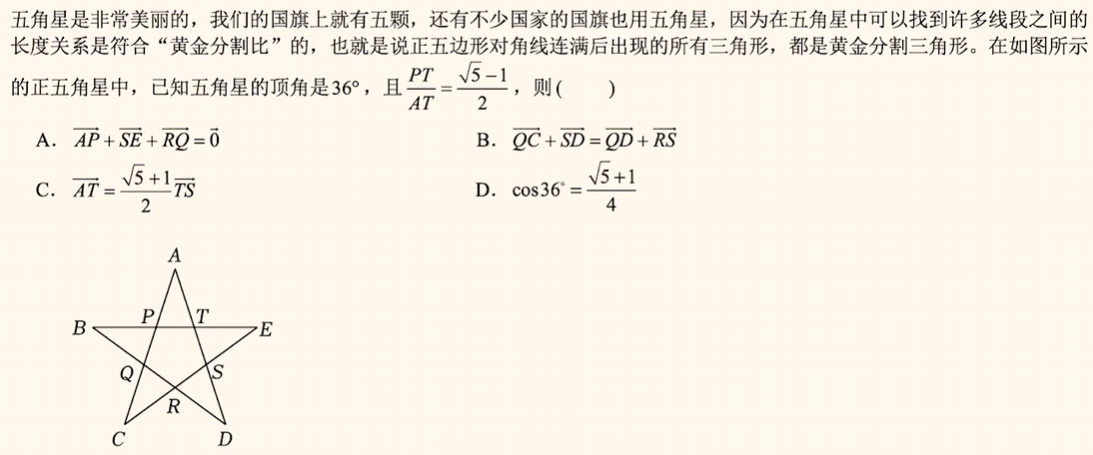 五角星是非常美丽的，我们的国旗上就有五颗，还有不少国家的国旗也用五角星，因为在五角星中可以找到许多线段之间的
长度关系是符合“黄金分割比”的，也就是说正五边形对角线连满后出现的所有三角形，都是黄金分割三角形。在如图所示
的正五角星中，已知五角星的顶角是36°，且 $\frac{PT}{AT}=\frac{\sqrt{5}-1}{2}$，则(  )
A． $\overrightarrow{AP}+\overrightarrow{SE}+\overrightarrow{RQ}=\vec{0}$ B． $\overrightarrow{QC}+\overrightarrow{SD}=\overrightarrow{QD}+\overrightarrow{RS}$
C． $\overrightarrow{AT}=\frac{\sqrt{5}+1}{2}\overrightarrow{TS}$ D． $\cos 36^{\circ}=\frac{\sqrt{5}+1}{4}$
A
B P T E
Q S
R
C D